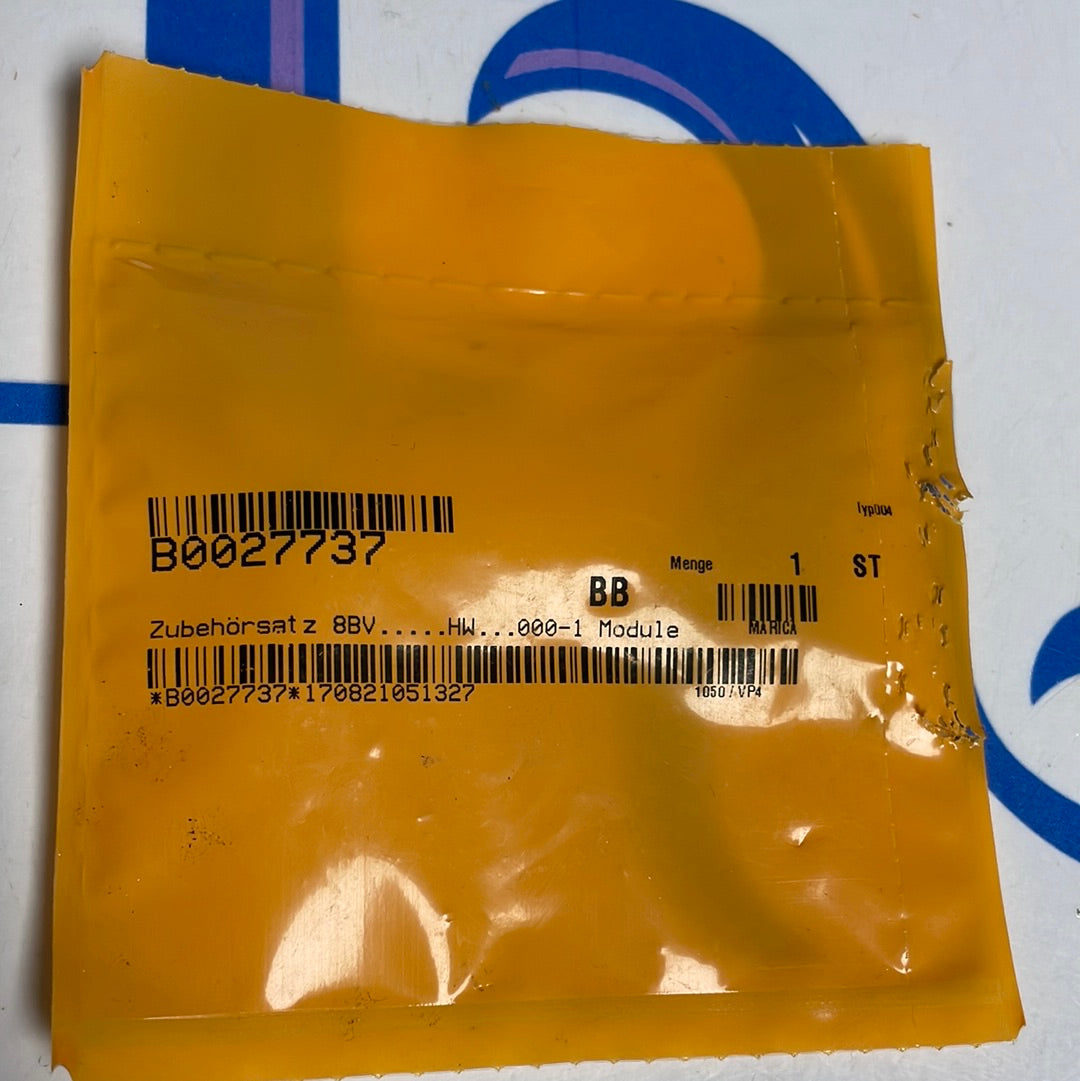 Typ004
B0027737
Menge 1 ST
BB
MARICA
Zubehörsatz 8BV.....HW...000-1 Module
*B0027737*170821051327
1050/VP4